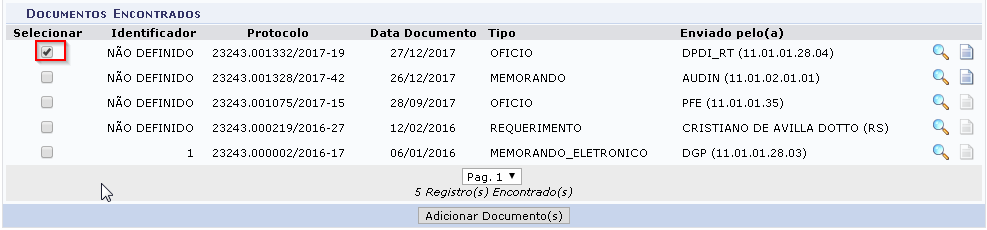 DOCUMENTOS ENCONTRADOS
Selecionar Identificador Protocolo Data Documento Tipo Enviado pelo(a)
NÃO DEFINIDO 23243.001332/2017-19 27/12/2017 OFICIO DPDI_RT (11.01.01.28.04)
NÃO DEFINIDO 23243.001328/2017-42 26/12/2017 MEMORANDO AUDIN (11.01.02.01.01)
NÃO DEFINIDO 23243.001075/2017-15 28/09/2017 OFICIO PFE (11.01.01.35)
NÃO DEFINIDO 23243.000219/2016-27 12/02/2016 REQUERIMENTO CRISTIANO DE AVILLA DOTTO (RS)
1 23243.000002/2016-17 06/01/2016 MEMORANDO_ELETRONICO DGP (11.01.01.28.03)
Pag. 1
5 Registro(s) Encontrado(s)
Adicionar Documento(s)